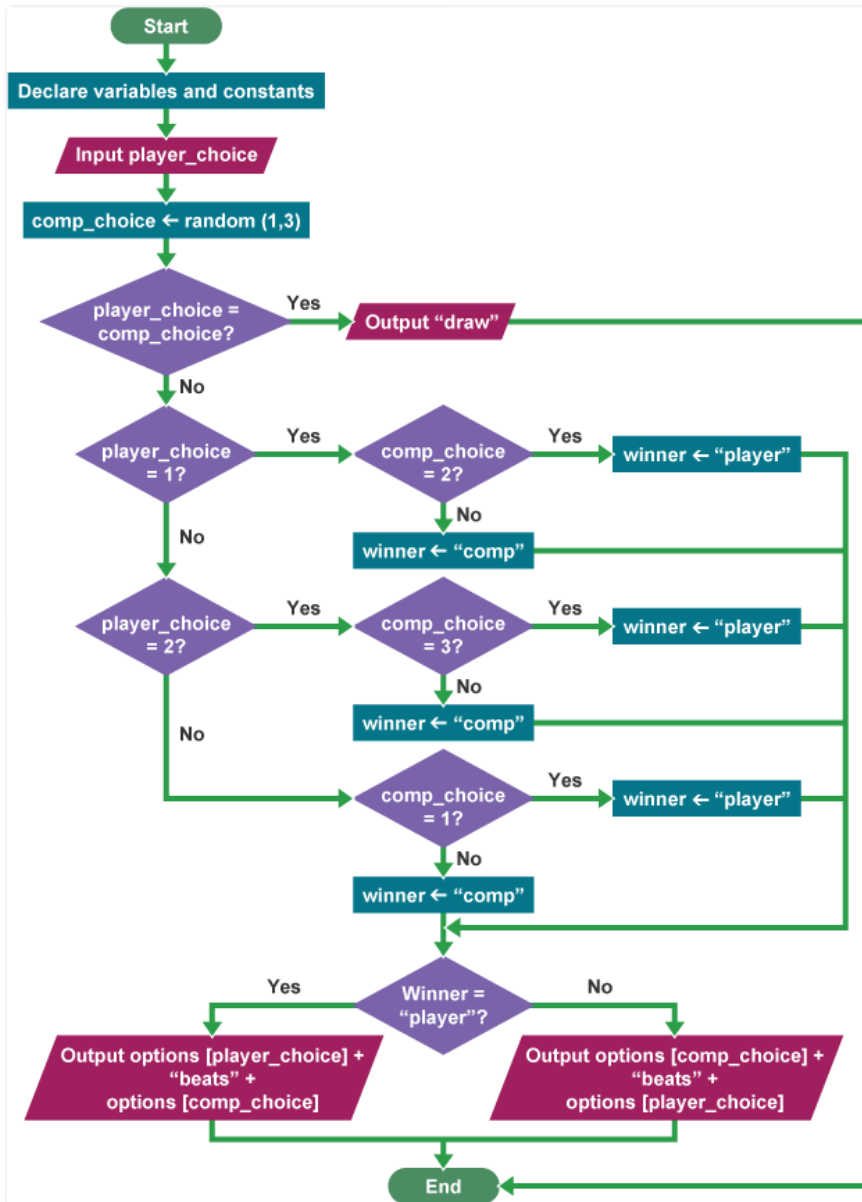 Start
Declare variables and constants
Input player_choice
comp_choice ← random (1,3)
player_choice =
comp_choice?
Yes
Output “draw”
No
player_choice
= 1?
Yes
comp_choice
= 2?
Yes
winner ← “player”
No
No
winner ← “comp”
player_choice
= 2?
Yes
comp_choice
= 3?
Yes
winner ← “player”
No
winner ← “comp”
No
comp_choice
= 1?
Yes
winner ← “player”
No
winner ← “comp”
Yes
Winner =
“player”?
No
Output options [player_choice] +
“beats” +
options [comp_choice]
Output options [comp_choice] +
“beats” +
options [player_choice]
End